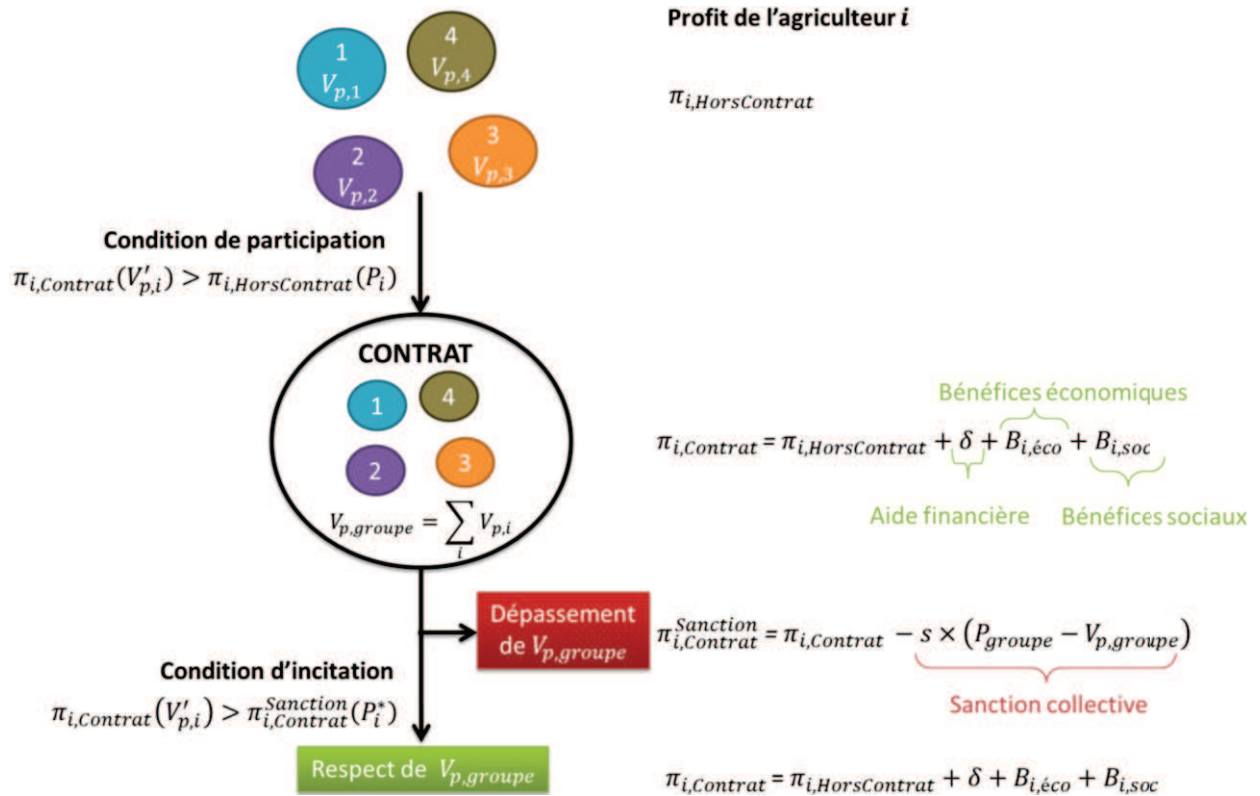 Profit de l'agriculteur i
1
V_{p,1}
4
V_{p,4}
π_{i,HorsContrat}
2
V_{p,2}
3
V_{p,3}
Condition de participation
π_{i,Contrat}(V'_{p,i}) > π_{i,HorsContrat}(P_i)
CONTRAT
1
4
2
3
V_{p,groupe} = ∑_i V_{p,i}
Bénéfices économiques
π_{i,Contrat} = π_{i,HorsContrat} + δ + B_{i,éco} + B_{i,soc}
Aide financière
Bénéfices sociaux
Dépassement
de V_{p,groupe}
π_{i,Contrat}^{Sanction} = π_{i,Contrat} − s × (P_{groupe} − V_{p,groupe})
Sanction collective
Condition d'incitation
π_{i,Contrat}(V'_{p,i}) > π_{i,Contrat}^{Sanction}(P_i^*)
Respect de V_{p,groupe}
π_{i,Contrat} = π_{i,HorsContrat} + δ + B_{i,éco} + B_{i,soc}